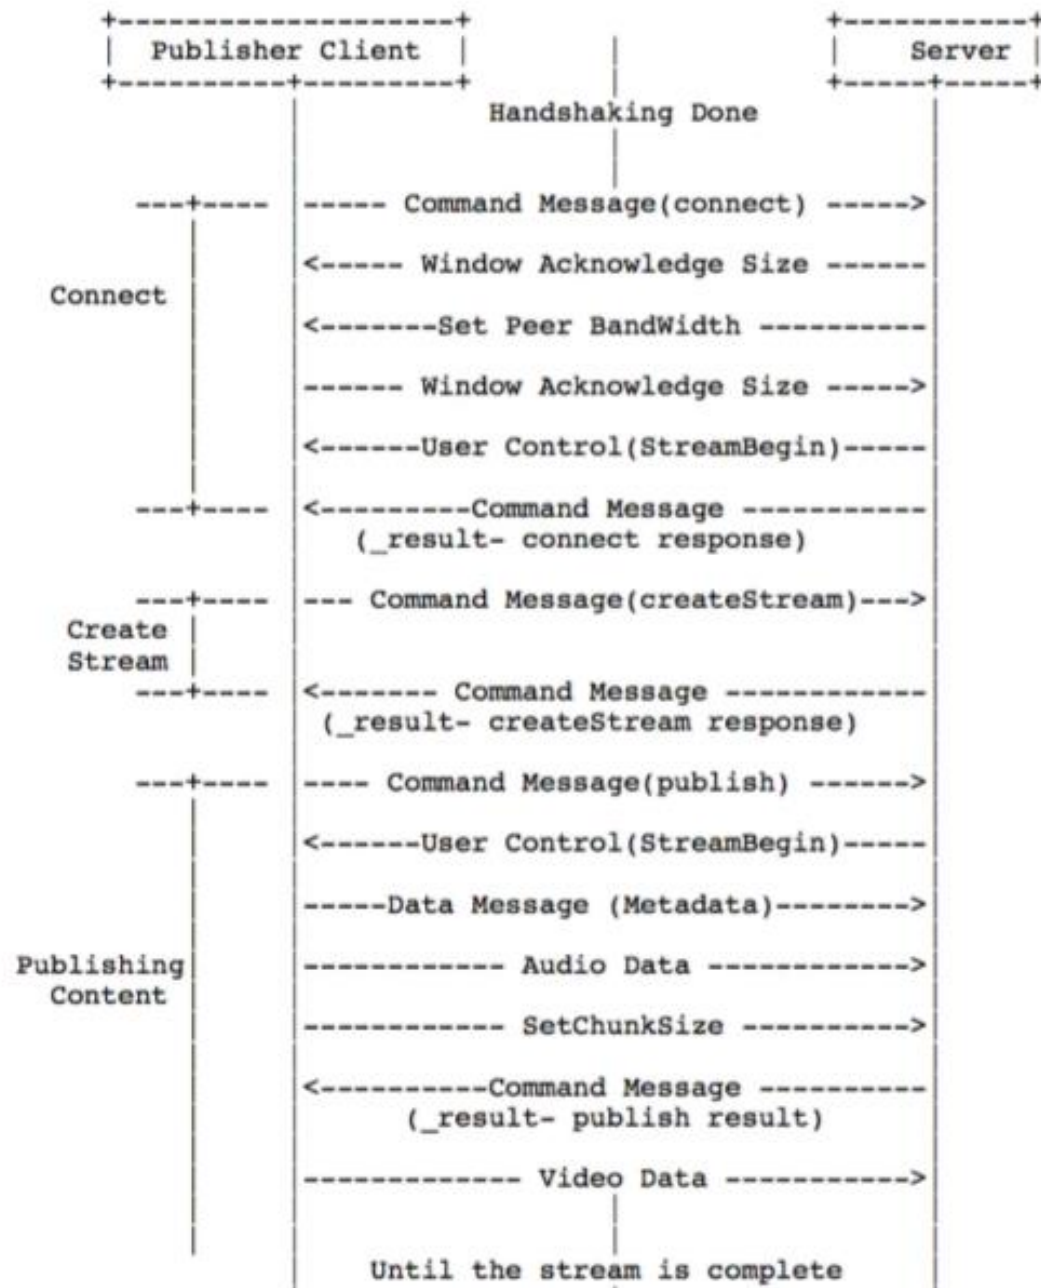 +---------------------+                     +-----------+
|  Publisher Client   |        |            |    Server |
+----------+----------+        |            +-----+-----+
Handshaking Done
---+---- |----- Command Message(connect) ----->|
|<----- Window Acknowledge Size ------|
Connect
|<-------Set Peer BandWidth ----------|
|------ Window Acknowledge Size ----->|
|<------User Control(StreamBegin)-----|
---+---- |<---------Command Message -----------|
(_result- connect response)
---+---- |--- Command Message(createStream)--->|
Create
Stream
---+---- |<------- Command Message ------------|
(_result- createStream response)
---+---- |---- Command Message(publish) ------>|
|<------User Control(StreamBegin)-----|
|-----Data Message (Metadata)-------->|
Publishing
|------------ Audio Data ------------>|
Content
|------------ SetChunkSize ---------->|
|<----------Command Message ----------|
(_result- publish result)
|------------- Video Data ----------->|
Until the stream is complete